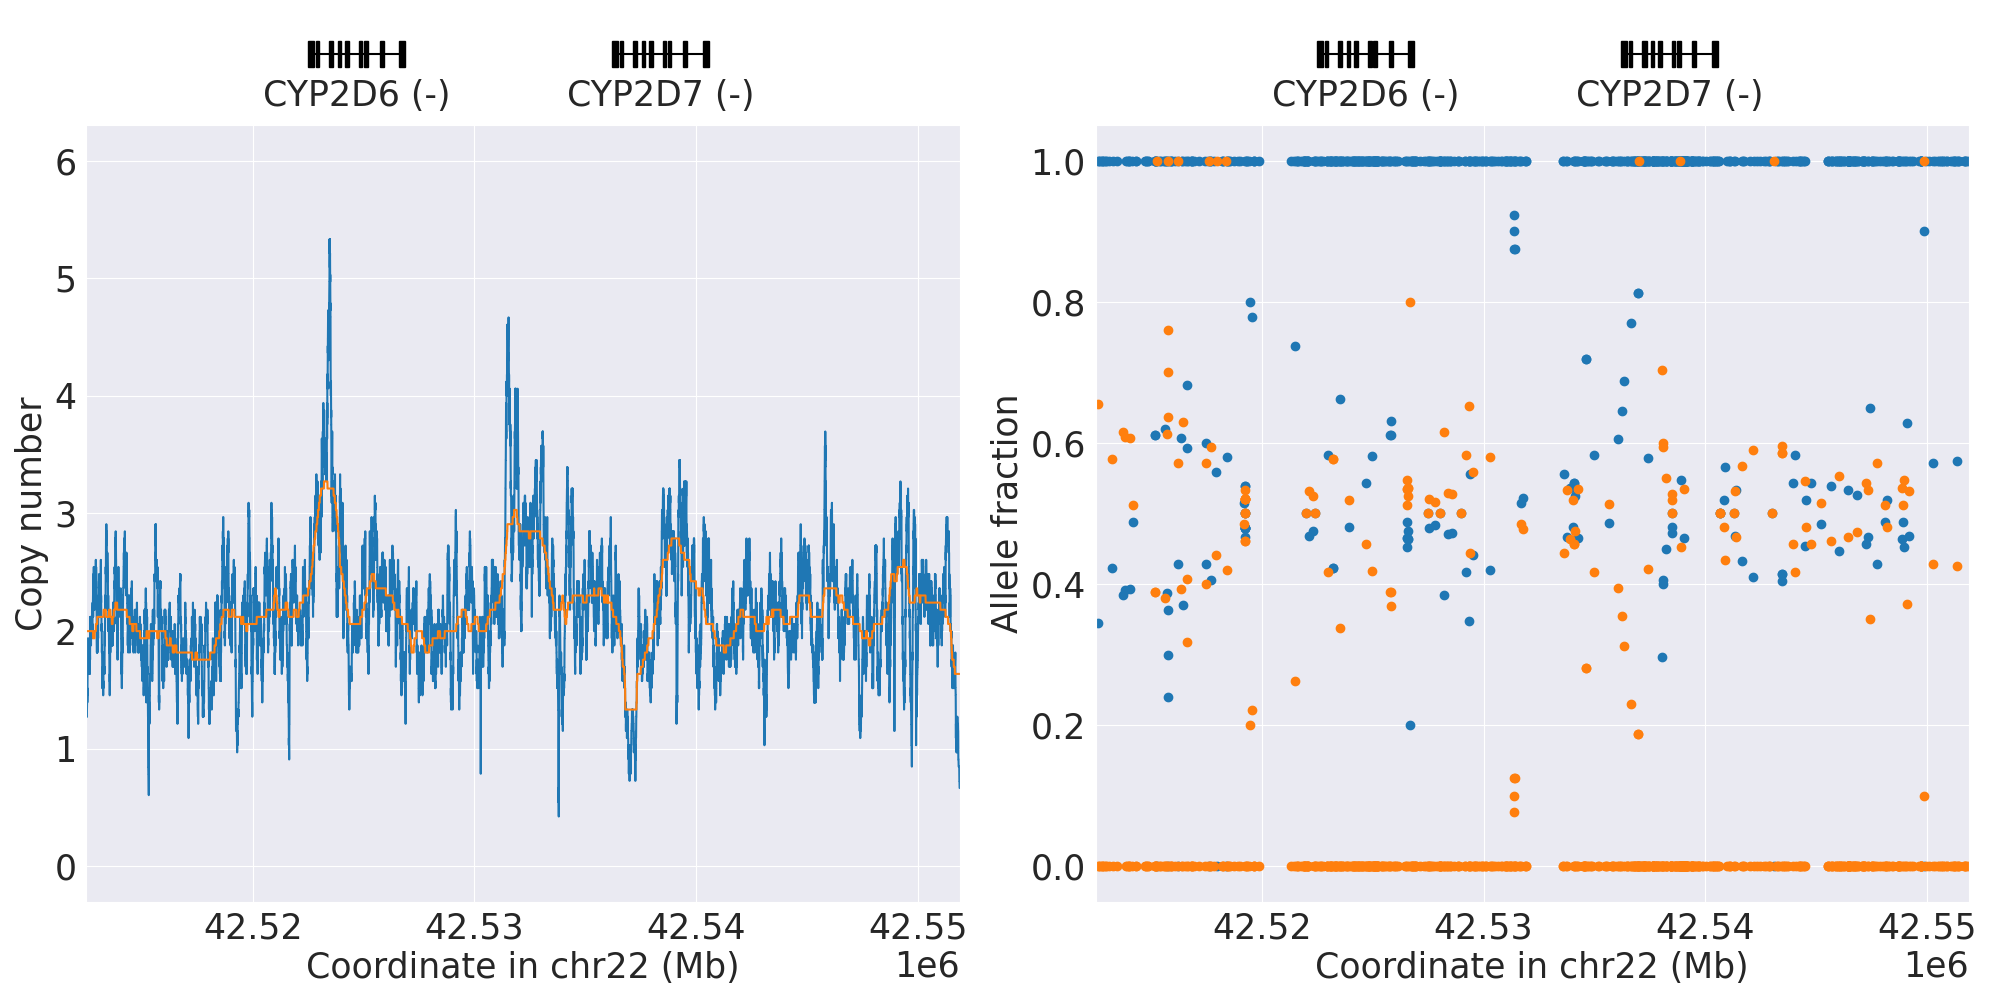 CYP2D6 (-)
CYP2D7 (-)
6
5
4
3
2
1
0
Copy number
42.52
42.53
42.54
42.55
Coordinate in chr22 (Mb)
1e6
CYP2D6 (-)
CYP2D7 (-)
1.0
0.8
0.6
0.4
0.2
0.0
Allele fraction
42.52
42.53
42.54
42.55
Coordinate in chr22 (Mb)
1e6